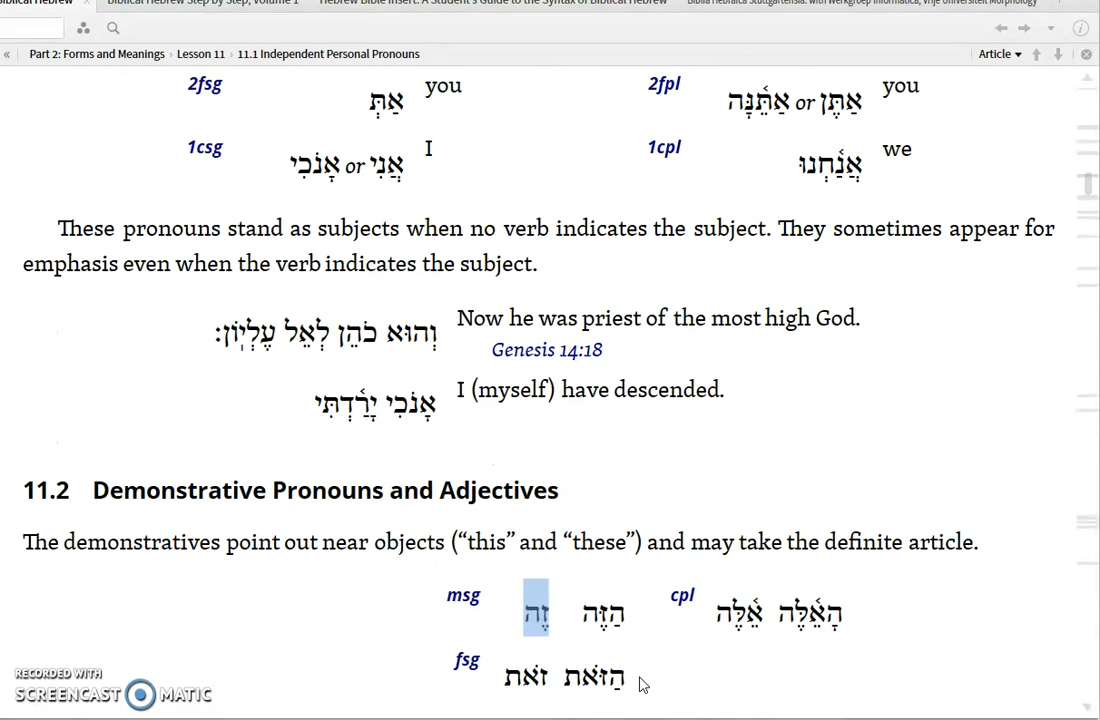 Biblical Hebrew Step by Step, Volume 1 Hebrew Bible Insert: A Student's Guide to the Syntax of Biblical Hebrew Biblia Hebraica Stuttgartensia: with Werkgroep Informatica, Vrije Universiteit Morphology
« Part 2: Forms and Meanings › Lesson 11 › 11.1 Independent Personal Pronouns Article
2fsg אַתְּ you 2fpl אַתֶּן or אַתֵּ֫נָּה you
1csg אֲנִי or אָנֹכִי I 1cpl אֲנַ֫חְנוּ we
These pronouns stand as subjects when no verb indicates the subject. They sometimes appear for
emphasis even when the verb indicates the subject.
וְהוּא כֹהֵן לְאֵל עֶלְיֽוֹן׃ Now he was priest of the most high God.
Genesis 14:18
אָנֹכִי יָרַ֫דְתִּי I (myself) have descended.
11.2 Demonstrative Pronouns and Adjectives
The demonstratives point out near objects (“this” and “these”) and may take the definite article.
msg זֶה הַזֶּה cpl אֵ֫לֶּה הָאֵ֫לֶּה
fsg זֹאת הַזֹּאת
RECORDED WITH
SCREENCAST MATIC